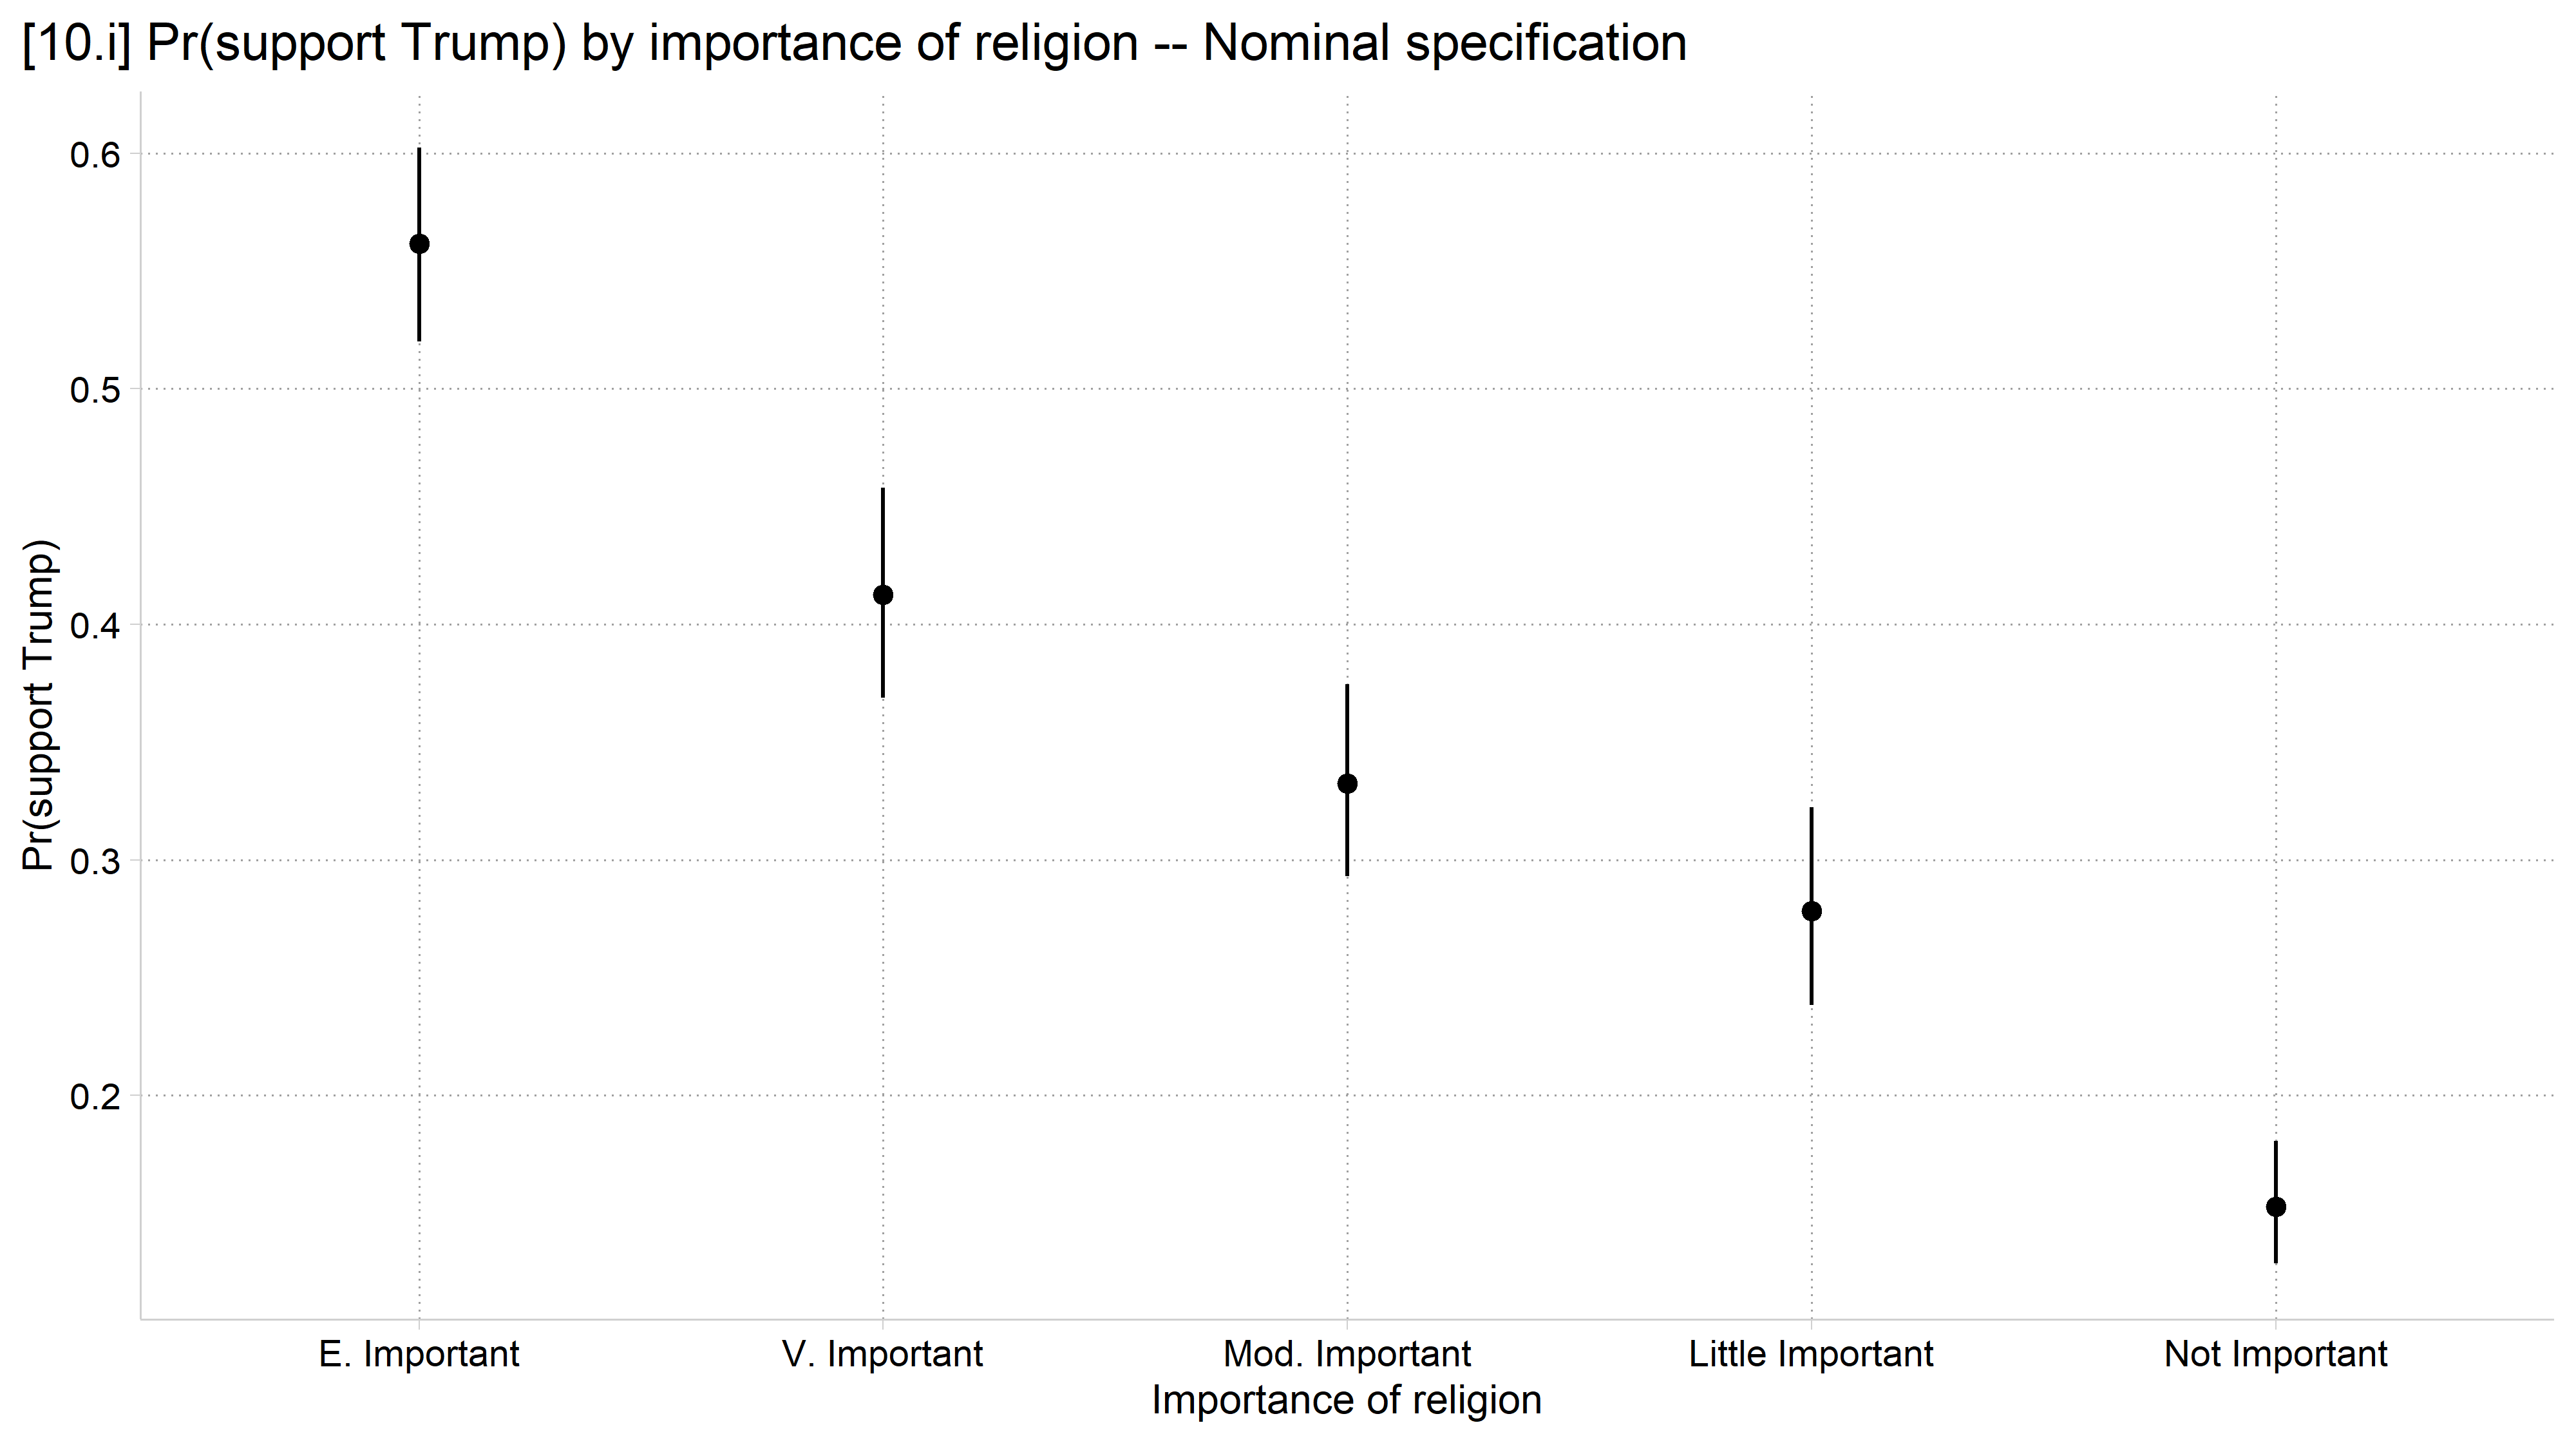 [10.i] Pr(support Trump) by importance of religion -- Nominal specification
Pr(support Trump)
0.6
0.5
0.4
0.3
0.2
E. Important
V. Important
Mod. Important
Little Important
Not Important
Importance of religion